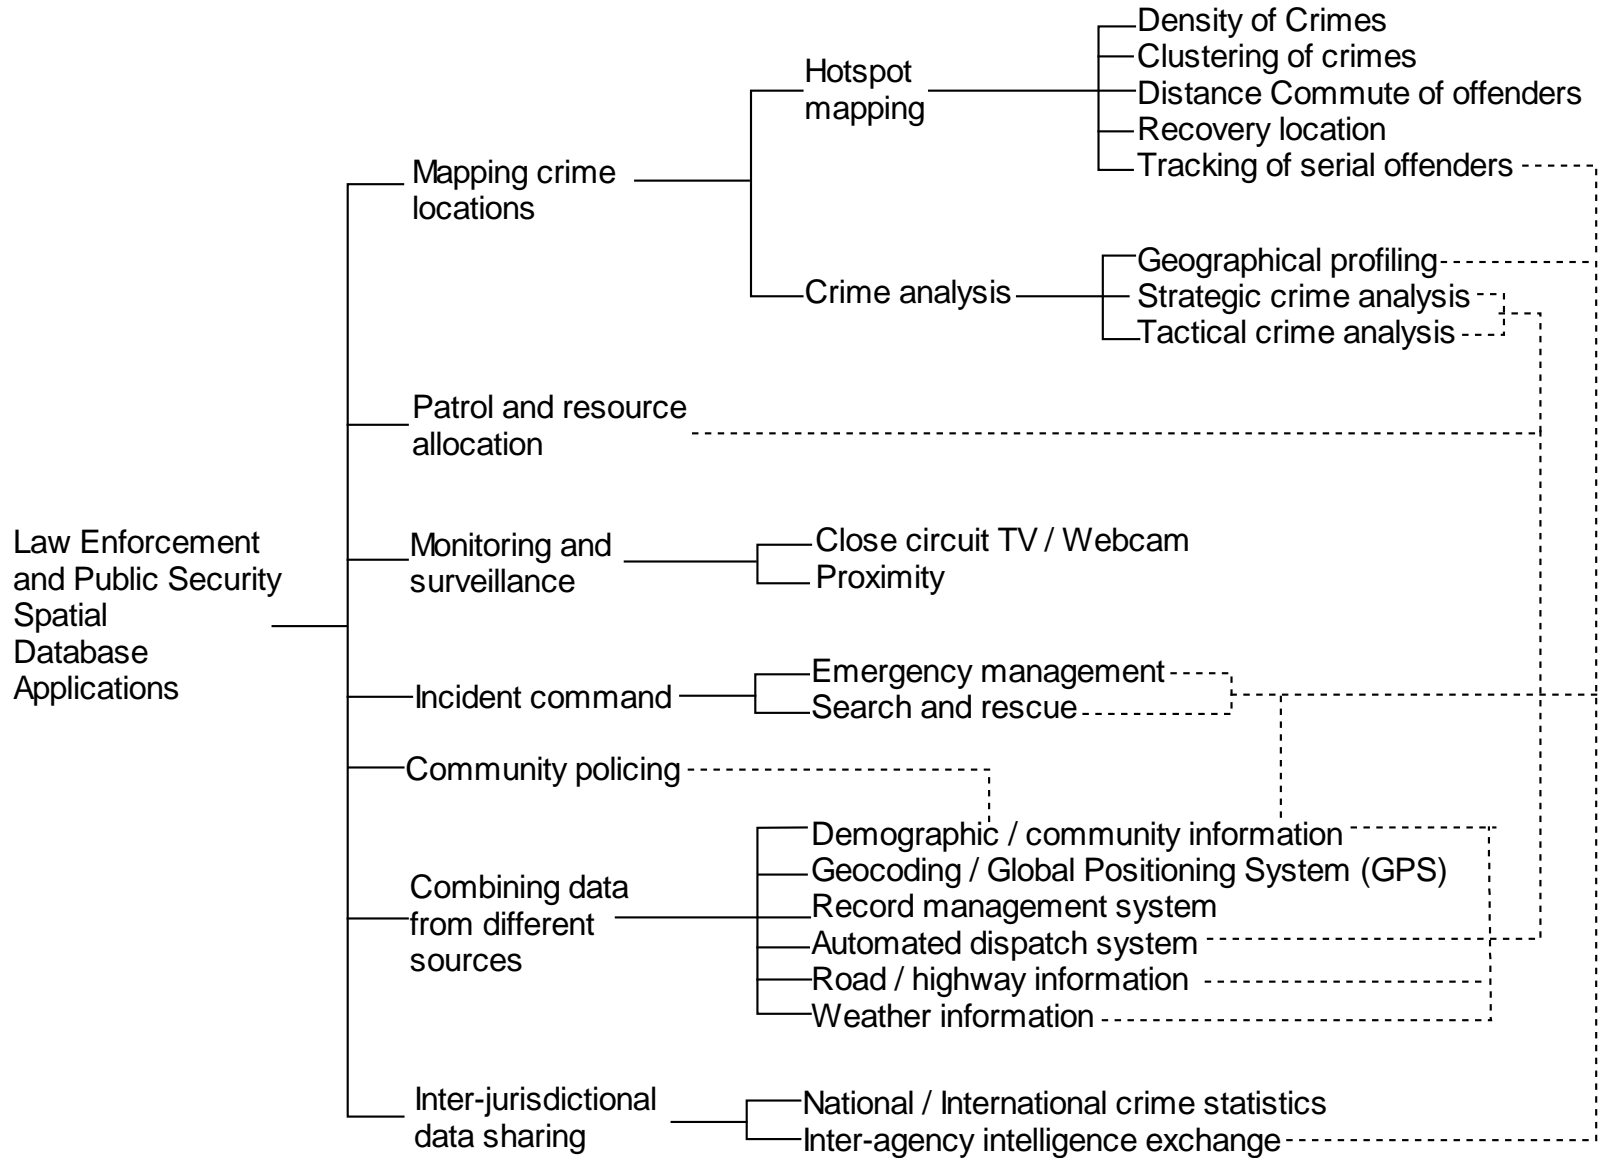 Law Enforcement
and Public Security
Spatial
Database
Applications
Mapping crime
locations
Hotspot
mapping
Density of Crimes
Clustering of crimes
Distance Commute of offenders
Recovery location
Tracking of serial offenders
Crime analysis
Geographical profiling
Strategic crime analysis
Tactical crime analysis
Patrol and resource
allocation
Monitoring and
surveillance
Close circuit TV / Webcam
Proximity
Incident command
Emergency management
Search and rescue
Community policing
Combining data
from different
sources
Demographic / community information
Geocoding / Global Positioning System (GPS)
Record management system
Automated dispatch system
Road / highway information
Weather information
Inter-jurisdictional
data sharing
National / International crime statistics
Inter-agency intelligence exchange